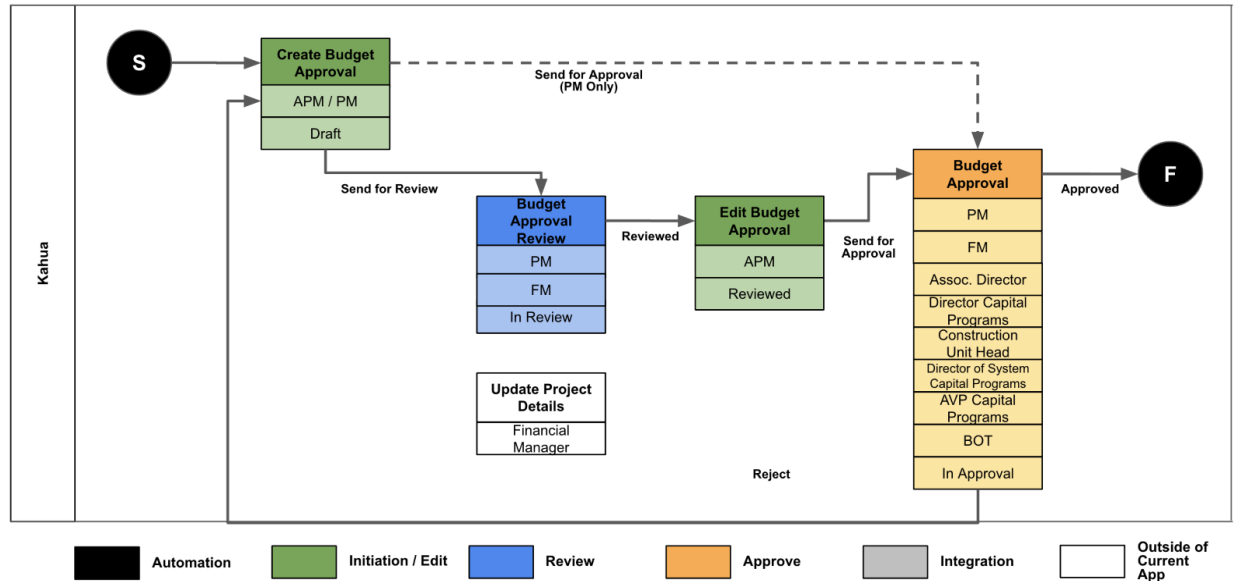 Kahua
S
Create Budget
Approval
APM / PM
Draft
Send for Approval
(PM Only)
Send for Review
Budget
Approval
Review
PM
FM
In Review
Reviewed
Edit Budget
Approval
APM
Reviewed
Send for
Approval
Budget
Approval
PM
FM
Assoc. Director
Director Capital
Programs
Construction
Unit Head
Director of System
Capital Programs
AVP Capital
Programs
BOT
In Approval
Approved
F
Update Project
Details
Financial
Manager
Reject
Automation
Initiation / Edit
Review
Approve
Integration
Outside of
Current
App